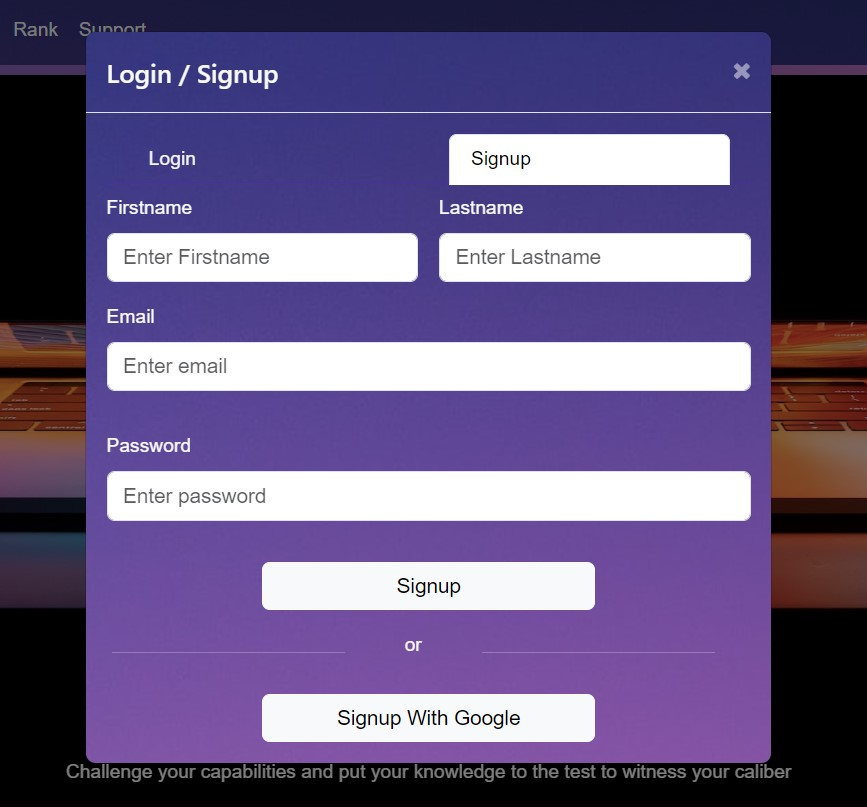 Rank Support
Login / Signup
Login Signup
Firstname Lastname
Enter Firstname Enter Lastname
Email
Enter email
Password
Enter password
Signup
or
Signup With Google
Challenge your capabilities and put your knowledge to the test to witness your caliber